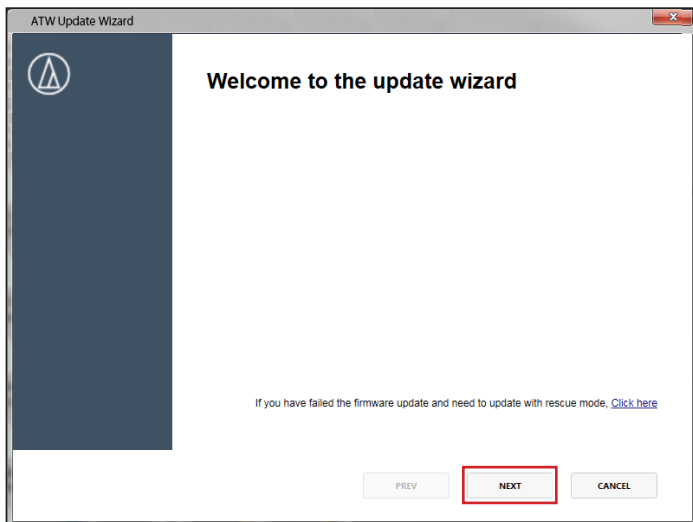 ATW Update Wizard
Welcome to the update wizard
If you have failed the firmware update and need to update with rescue mode, Click here
PREV
NEXT
CANCEL